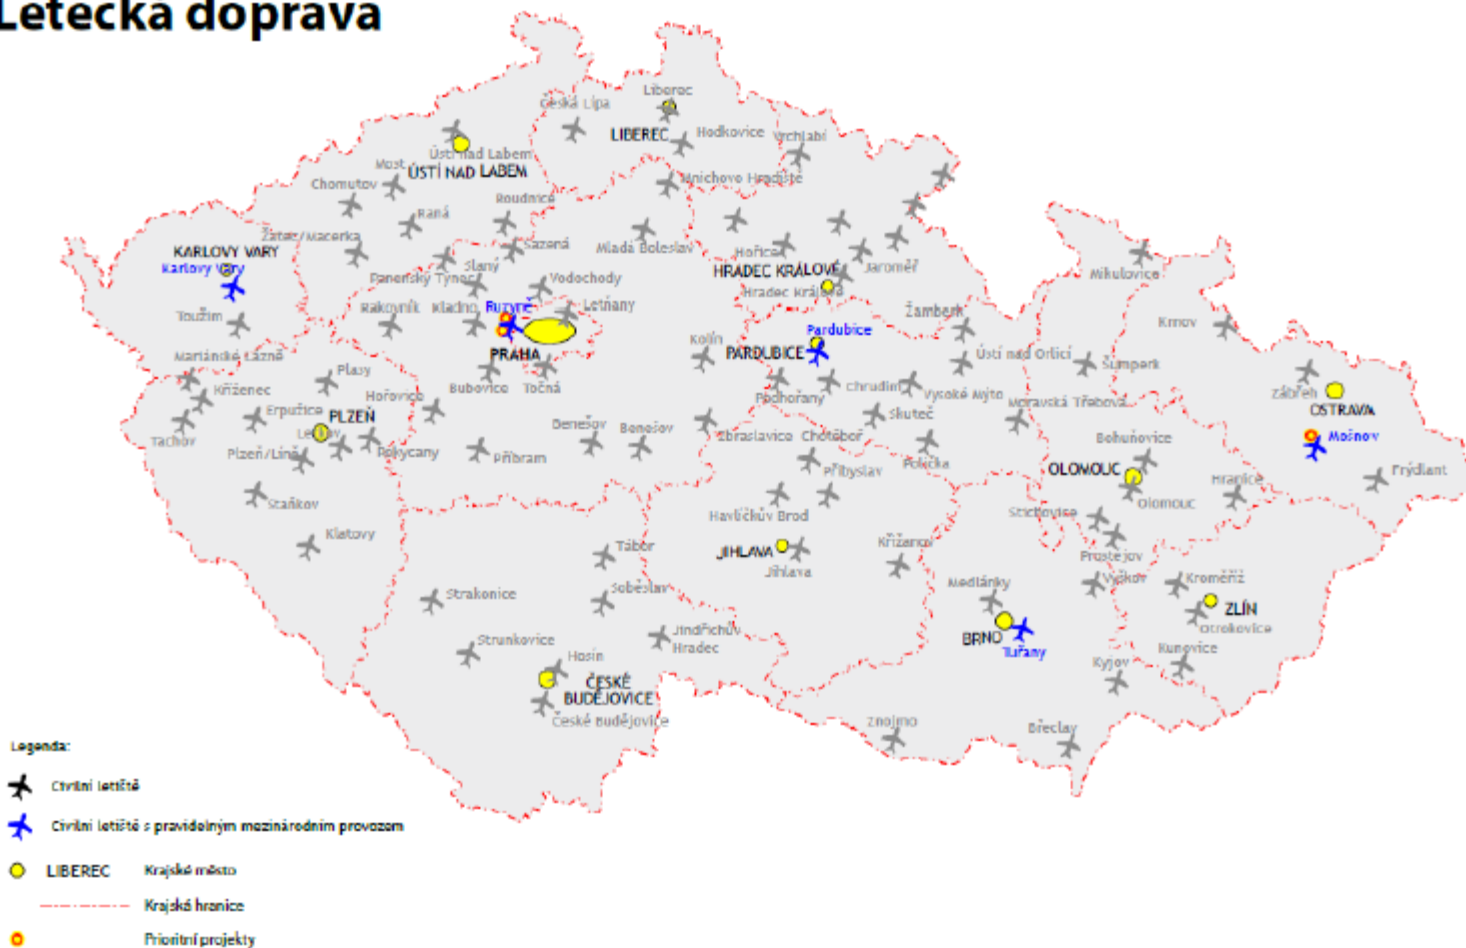 Letecká doprava
Liberec
Česká Lípa
LIBEREC
Hodkovice
Vrchlabí
Ústí nad Labem
Most
ÚSTÍ NAD LABEM
Mnichovo Hradiště
Chomutov
Roudnice
Raná
Žatec/Macerka
Sazená
Mladá Boleslav
Hořice
KARLOVY VARY
Karlovy Vary
Slaný
Panenský Týnec
Vodochody
HRADEC KRÁLOVÉ
Jaroměř
Mikulovice
Hradec Králové
Toužim
Rakovník
Kladno
Ruzyně
Letňany
Žamberk
Krnov
Pardubice
PRAHA
Kolín
PARDUBICE
Ústí nad Orlicí
Šumperk
Mariánské Lázně
Plasy
Bubovice
Točná
Podhořany
Chrudim
Vysoké Mýto
Zábřeh
Kříženec
Hořovice
Moravská Třebová
OSTRAVA
Erpužice
PLZEŇ
Skuteč
Tachov
Letkov
Benešov
Benešov
Zbraslavice
Chotěboř
Bohuňovice
Mošnov
Plzeň/Líně
Rokycany
Příbram
Přibyslav
Polička
OLOMOUC
Hranice
Frýdlant
Staňkov
Olomouc
Havlíčkův Brod
Stichovice
Klatovy
Tábor
JIHLAVA
Jihlava
Křižanov
Prostějov
Vyškov
Kroměříž
Strakonice
Soběslav
Medlánky
ZLÍN
Otrokovice
Strunkovice
Jindřichův
Hradec
BRNO
Tuřany
Kunovice
Hosín
Kyjov
ČESKÉ
BUDĚJOVICE
České Budějovice
Znojmo
Břeclav
Legenda:
Civilní letiště
Civilní letiště s pravidelným mezinárodním provozem
LIBEREC Krajské město
Krajská hranice
Prioritní projekty